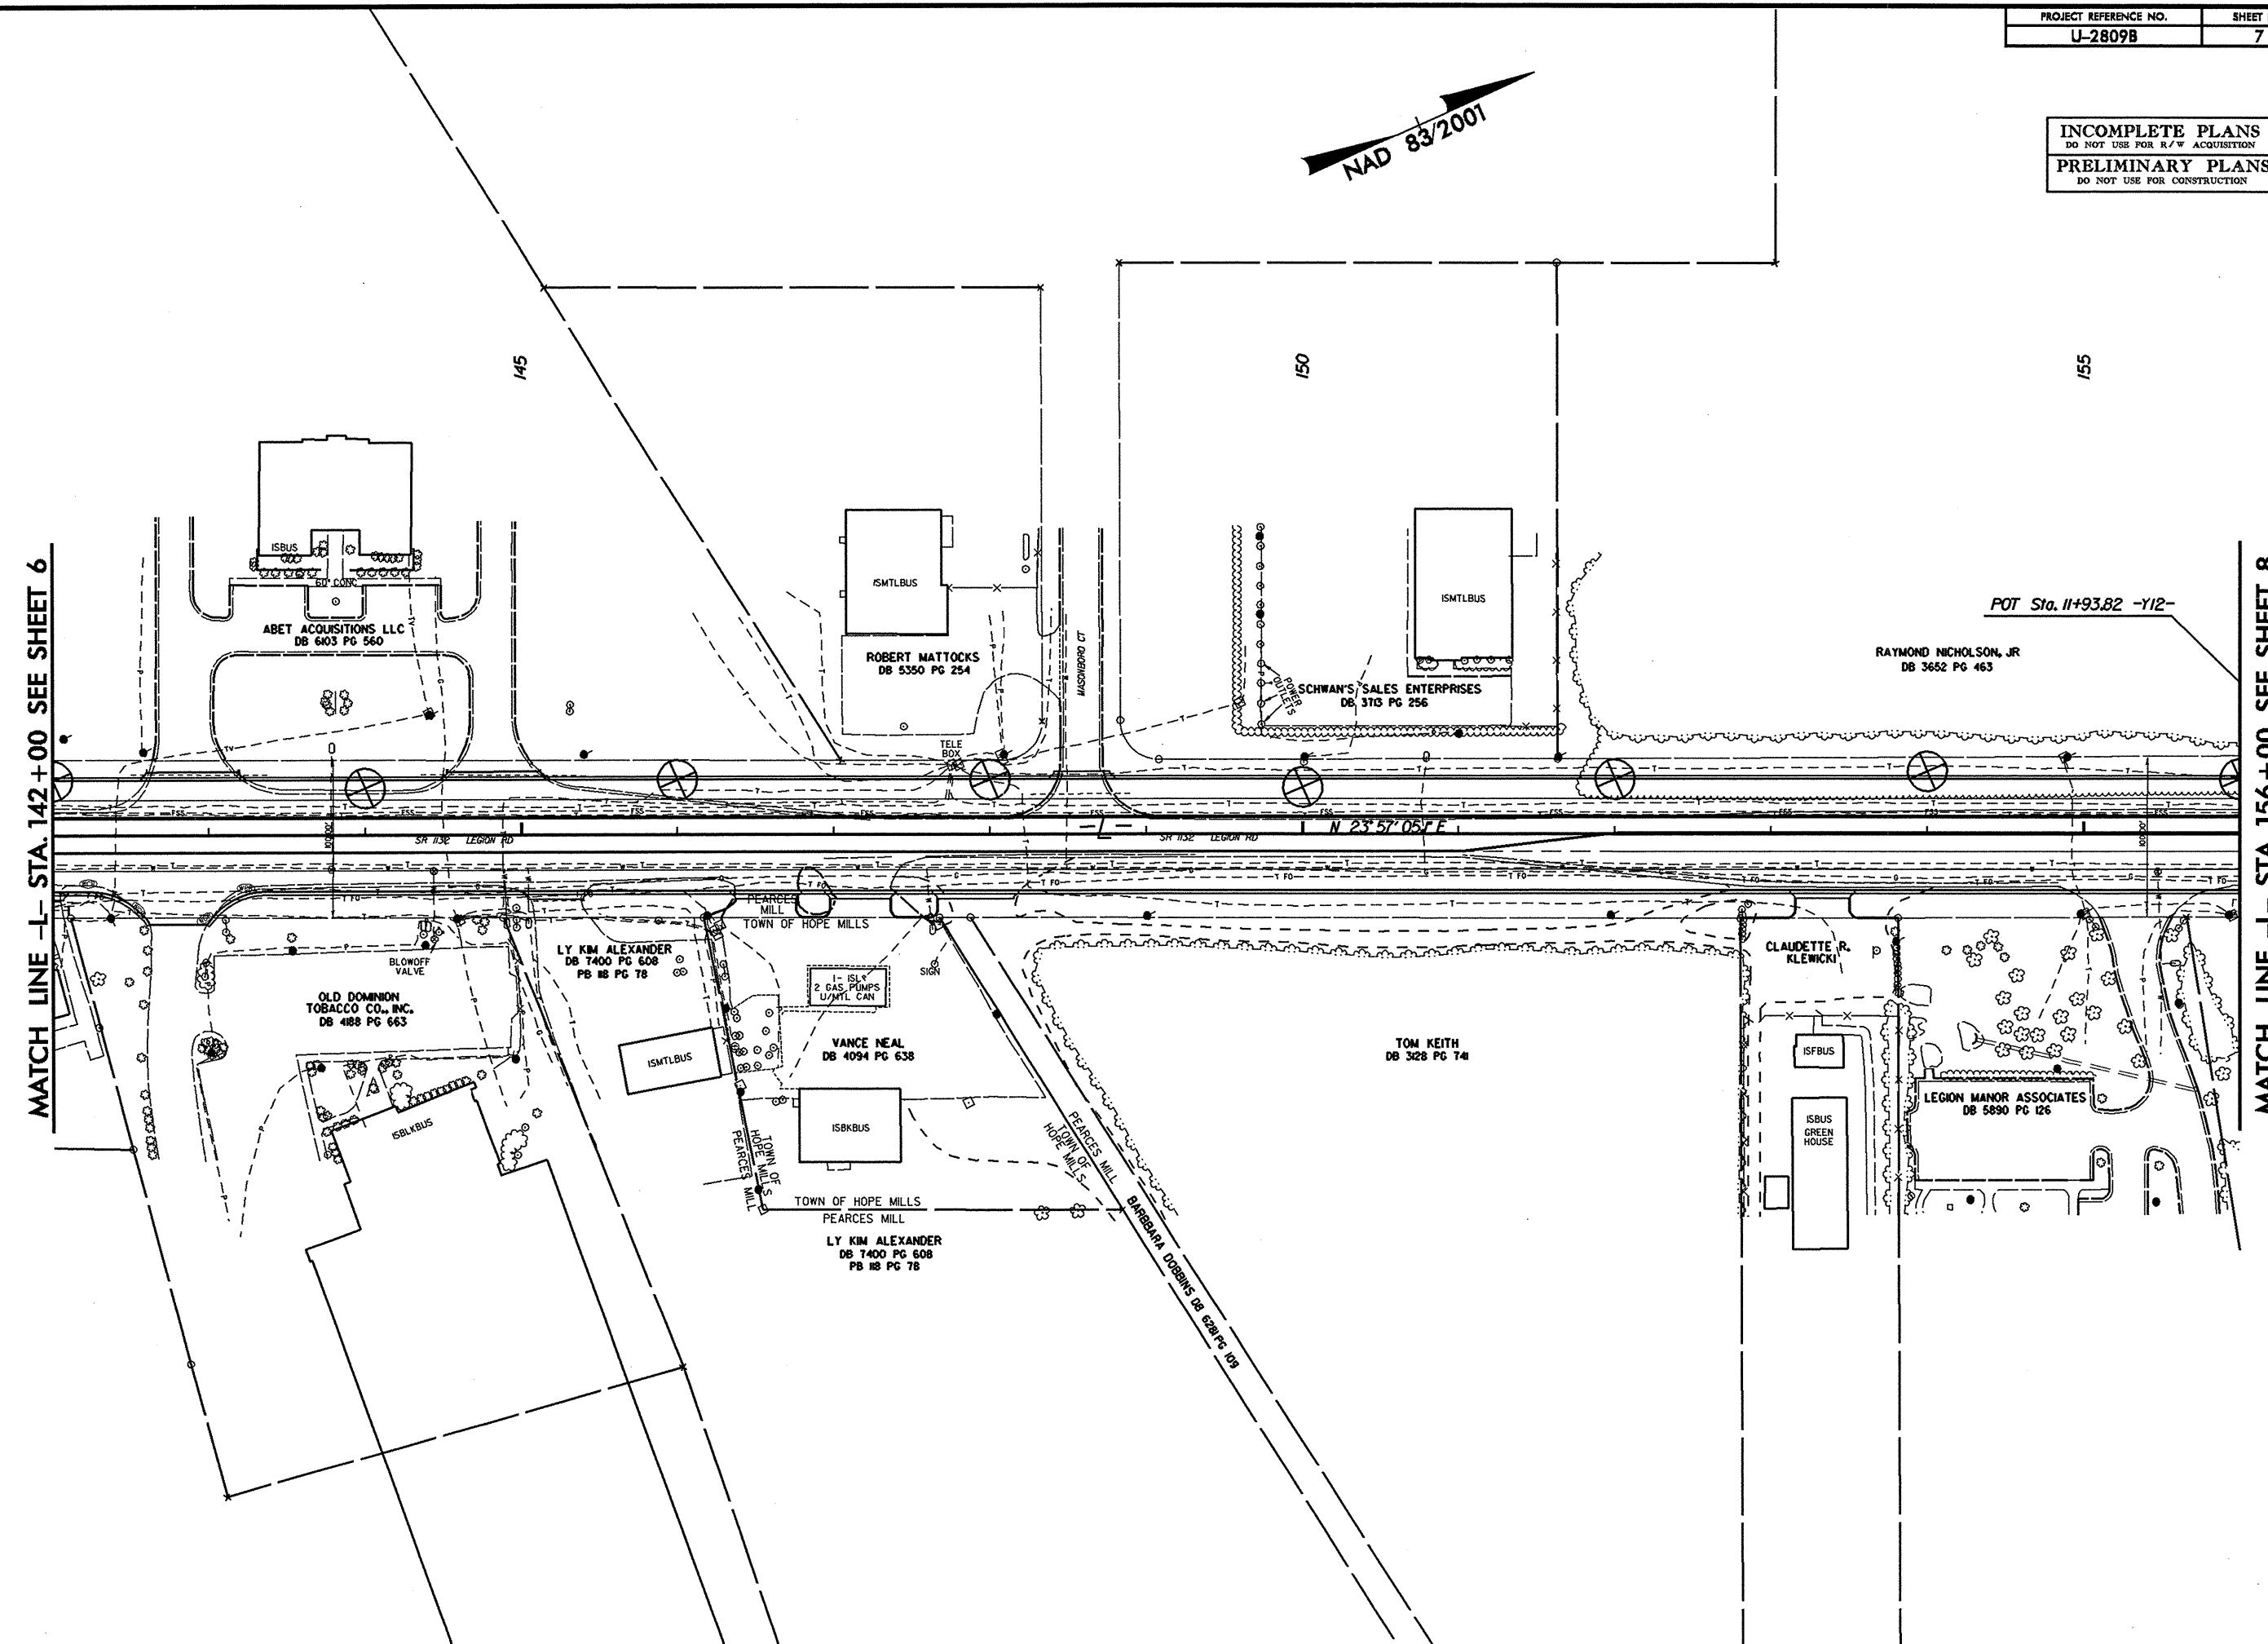 PROJECT REFERENCE NO.
SHEET
U-2809B
7
INCOMPLETE PLANS
DO NOT USE FOR R/W ACQUISITION
PRELIMINARY PLANS
DO NOT USE FOR CONSTRUCTION
NAD 83/2001
145
150
155
MATCH LINE -L- STA. 142+00 SEE SHEET 6
ISBUS
60' CONC
ABET ACQUISITIONS LLC
DB 6103 PG 560
ISMTLBUS
ROBERT MATTOCKS
DB 5350 PG 254
MASONBORO CT
TELE
BOX
POWER
OUTLETS
ISMTLBUS
SCHWAN'S SALES ENTERPRISES
DB 3713 PG 256
POT Sta. 11+93.82 -Y12-
RAYMOND NICHOLSON, JR
DB 3652 PG 463
MATCH LINE -L- STA 156+00 SEE SHEET 8
SR 1132 LEGION RD
-L-
SR 1132 LEGION RD
N 23° 57' 05.1" E
PEARCES
MILL
TOWN OF HOPE MILLS
BLOWOFF
VALVE
OLD DOMINION
TOBACCO CO., INC.
DB 4188 PG 663
ISBLKBUS
LY KIM ALEXANDER
DB 7400 PG 608
PB 118 PG 78
ISMTLBUS
1- ISL
2 GAS PUMPS
U/MTL CAN
SIGN
VANCE NEAL
DB 4094 PG 638
ISBKBUS
TOWN OF
HOPE MILLS
PEARCES MILL
TOWN OF HOPE MILLS
PEARCES MILL
LY KIM ALEXANDER
DB 7400 PG 608
PB 118 PG 78
PEARCES MILL
TOWN OF
HOPE MILLS
BARBBARA DOBBINS DB 6281 PG 109
TOM KEITH
DB 3128 PG 741
CLAUDETTE R.
KLEWICKI
ISFBUS
ISBUS
GREEN
HOUSE
LEGION MANOR ASSOCIATES
DB 5890 PG 126